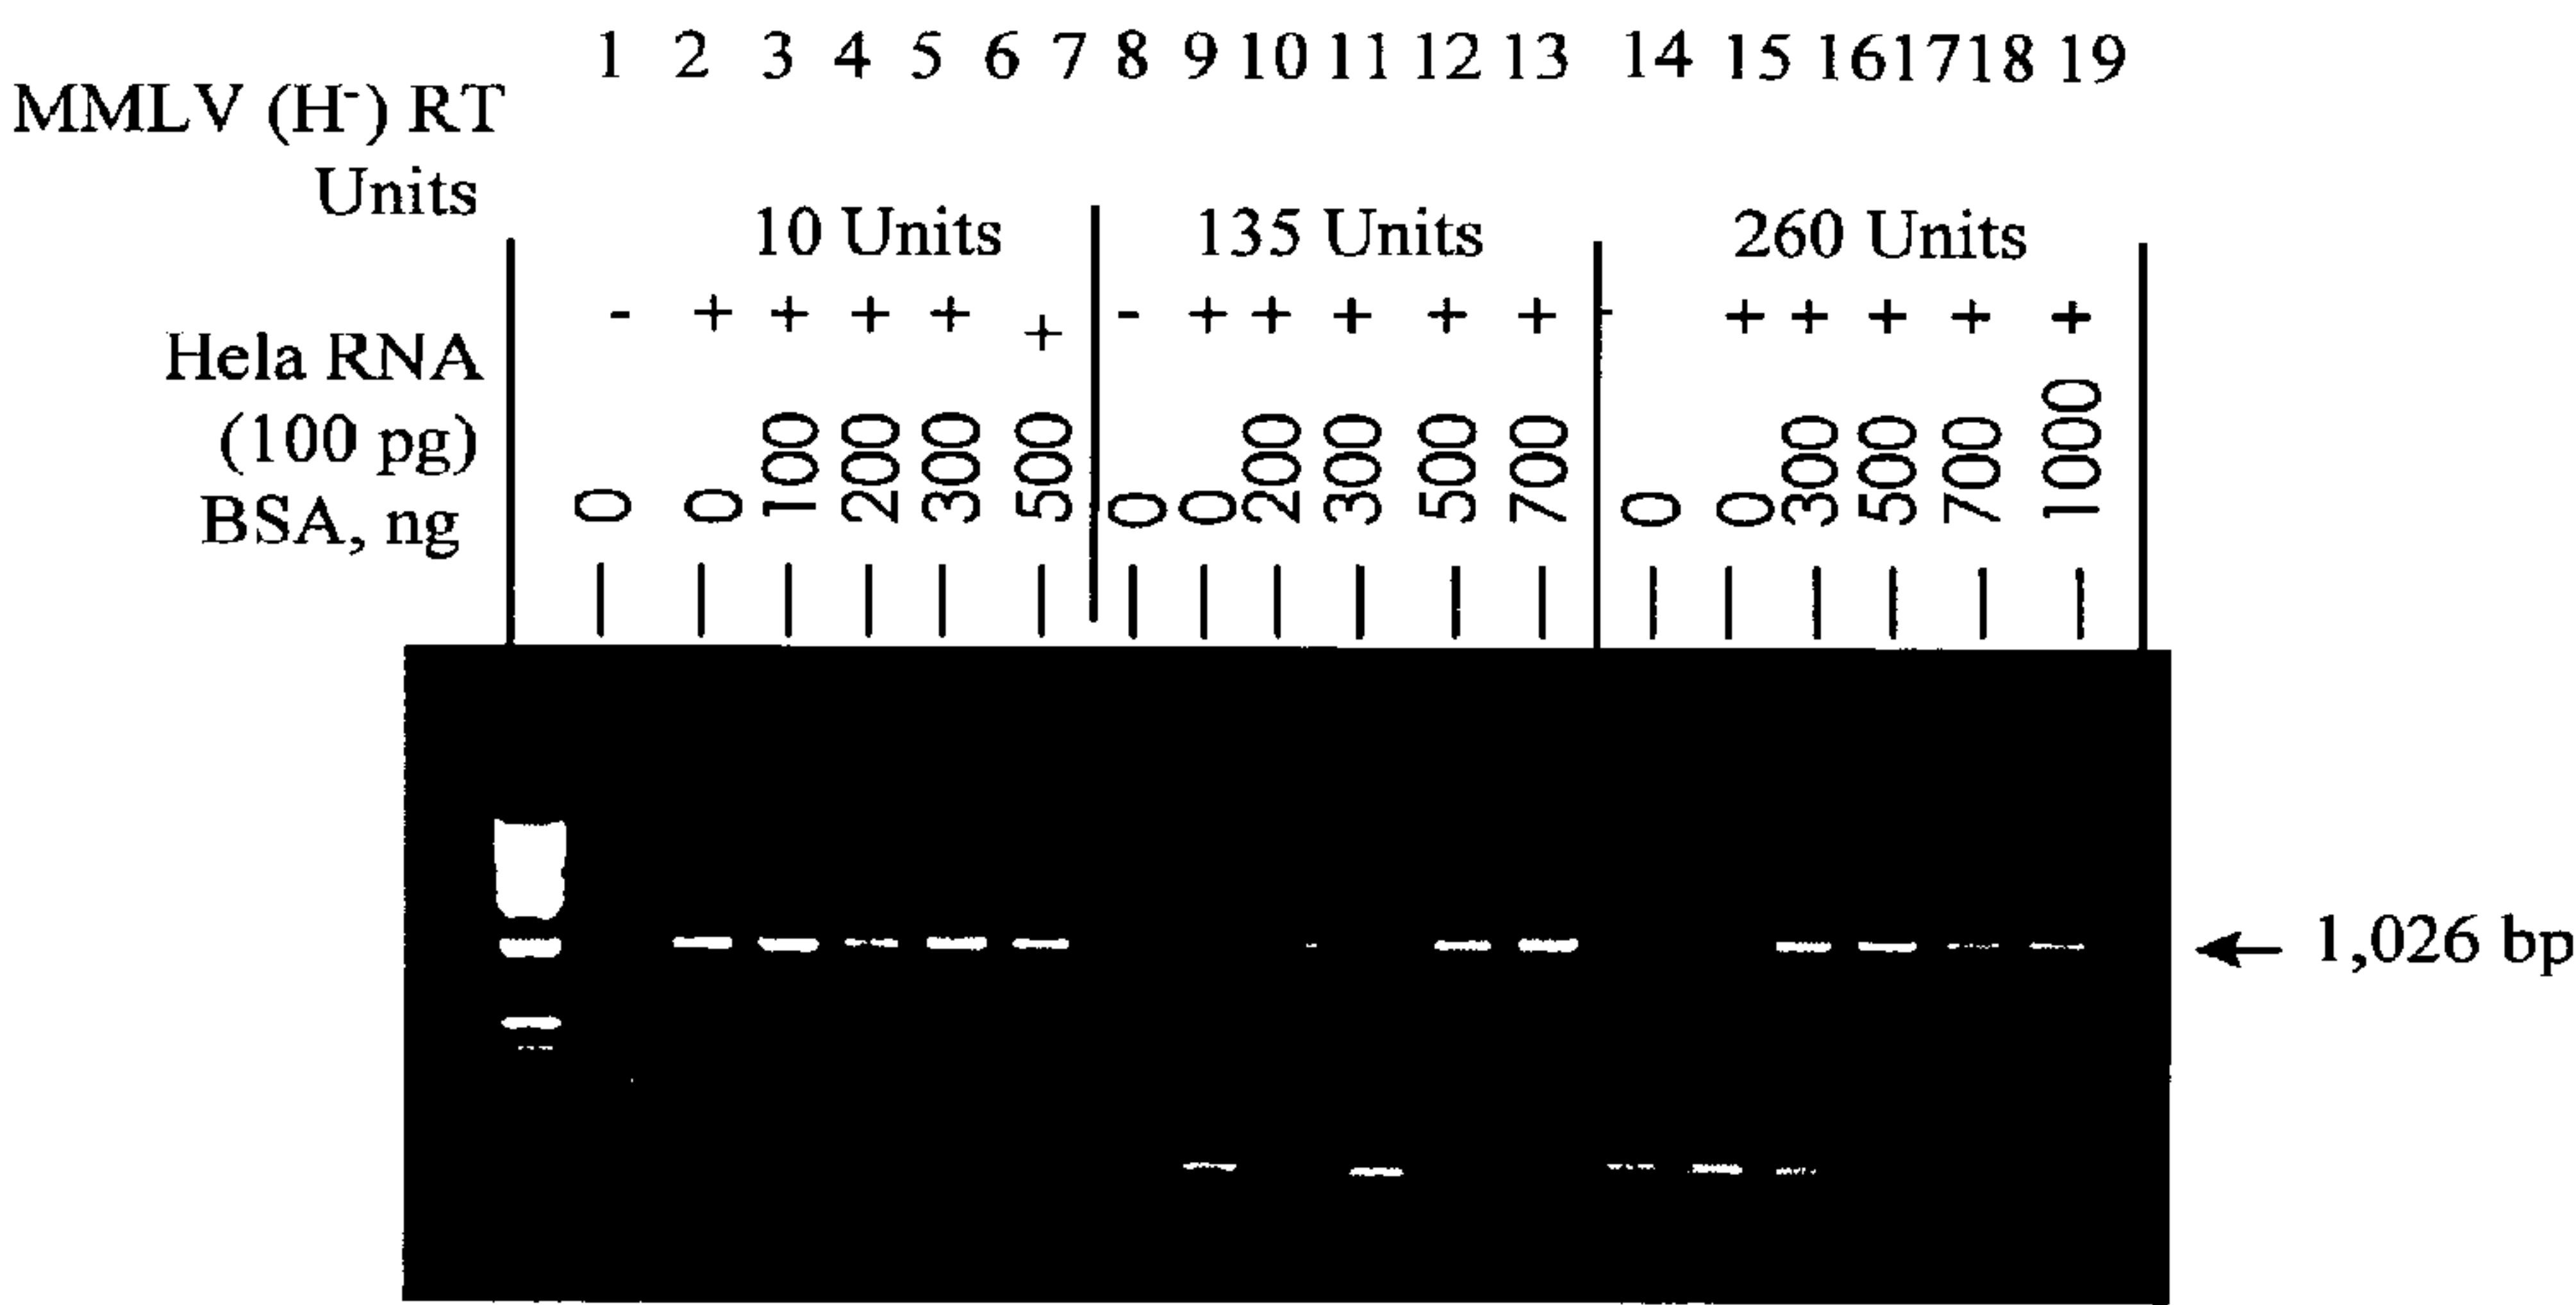 1 2 3 4 5 6 7 8 9 10 11 12 13 14 15 16 17 18 19
MMLV (H-) RT
Units
10 Units 135 Units 260 Units
- + + + + + - + + + + + - + + + + +
Hela RNA
(100 pg)
BSA, ng
0 0 100 200 300 500 0 0 200 300 500 700 0 0 300 500 700 1000
1,026 bp